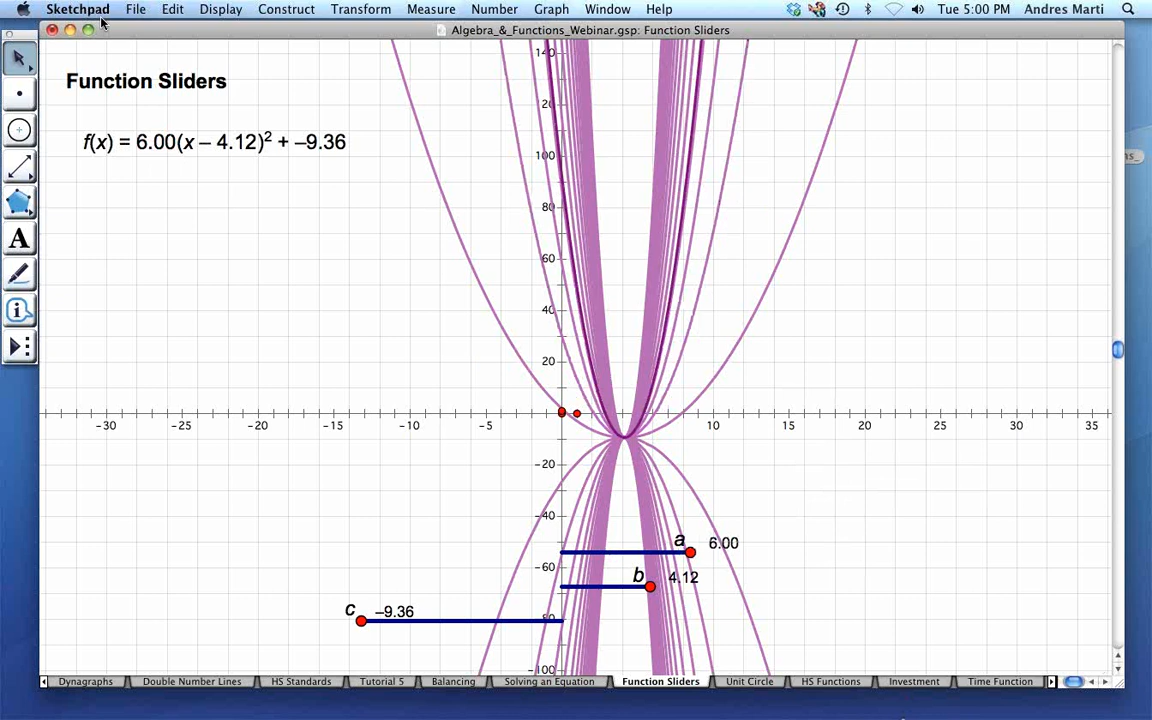 Sketchpad File Edit Display Construct Transform Measure Number Graph Window Help Tue 5:00 PM Andres Marti
Algebra_&_Functions_Webinar.gsp: Function Sliders
Function Sliders
f(x) = 6.00(x – 4.12)² + –9.36
140
20
100
80
60
40
20
-30 -25 -20 -15 -10 -5 5 10 15 20 25 30 35
-20
-40
a 6.00
-60
b 4.12
c –9.36
80
-100
A
Dynagraphs Double Number Lines HS Standards Tutorial 5 Balancing Solving an Equation Function Sliders Unit Circle HS Functions Investment Time Function